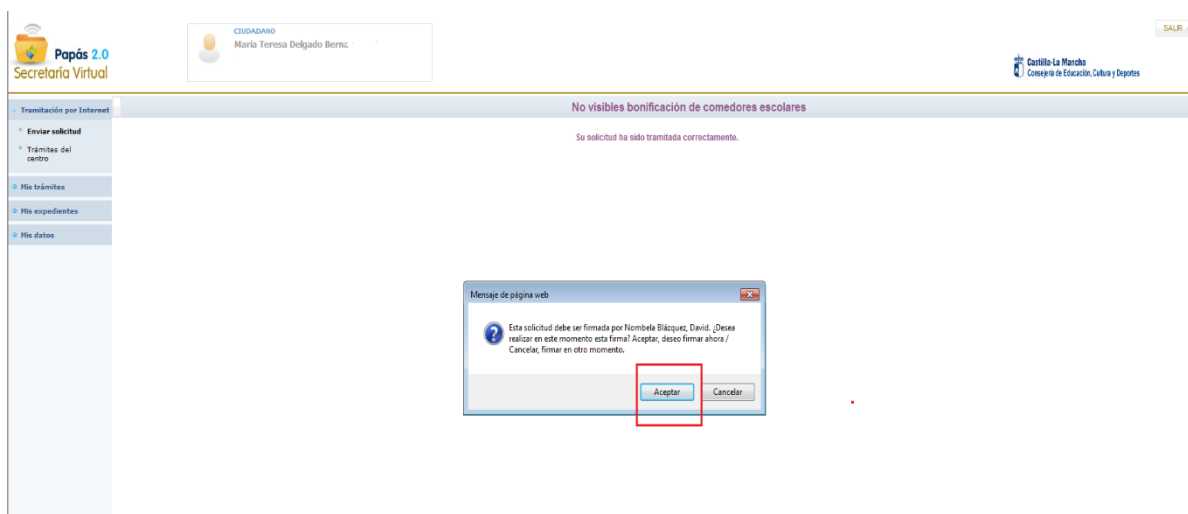 Papás 2.0
Secretaría Virtual
CIUDADANO
María Teresa Delgado Berna
SALIR
Castilla-La Mancha
Consejería de Educación, Cultura y Deportes
Tramitación por Internet
Enviar solicitud
Trámites del
centro
Mis trámites
Mis expedientes
Mis datos
No visibles bonificación de comedores escolares
Su solicitud ha sido tramitada correctamente.
Mensaje de página web
Esta solicitud debe ser firmada por Nombela Blázquez, David. ¿Desea
realizar en este momento esta firma? Aceptar, deseo firmar ahora /
Cancelar, firmar en otro momento.
Aceptar
Cancelar